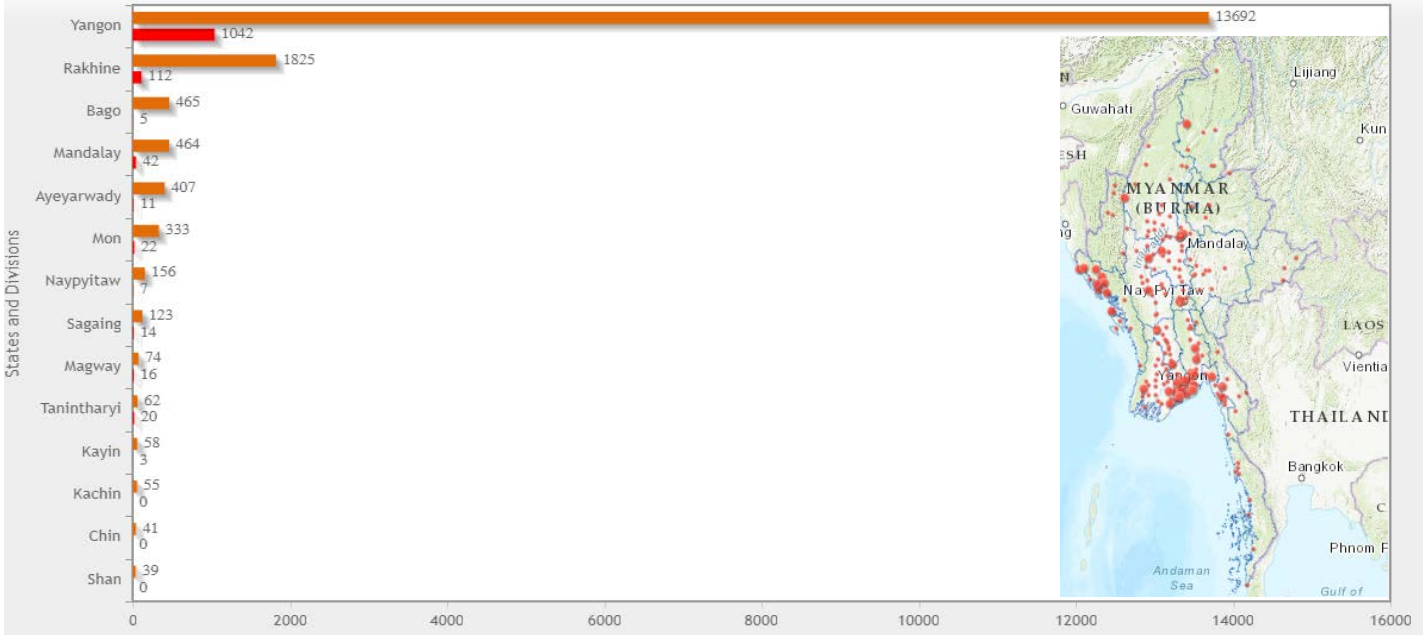 States and Divisions
Yangon
13692
1042
Rakhine
1825
112
Bago
465
5
Mandalay
464
42
Ayeyarwady
407
11
Mon
333
22
Naypyitaw
156
7
Sagaing
123
14
Magway
74
16
Tanintharyi
62
20
Kayin
58
3
Kachin
55
0
Chin
41
0
Shan
39
0
0 2000 4000 6000 8000 10000 12000 14000 16000
N
Lijiang
Guwahati
Kun
ESH
MYANMAR
(BURMA)
ng
Mandalay
Nay Pyi Taw
LAOS
Vientia
Yangon
THAILAND
Bangkok
C
Phnom P
Andaman
Sea
Gulf of